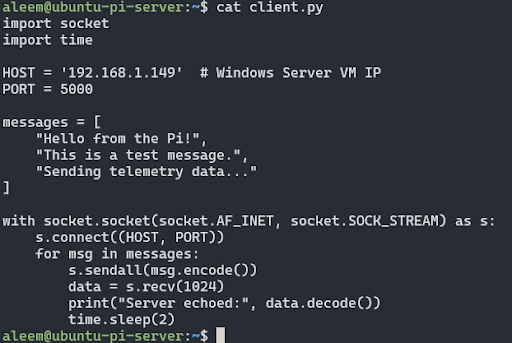 aleem@ubuntu-pi-server:~$ cat client.py
import socket
import time

HOST = '192.168.1.149'  # Windows Server VM IP
PORT = 5000

messages = [
    "Hello from the Pi!",
    "This is a test message.",
    "Sending telemetry data..."
]

with socket.socket(socket.AF_INET, socket.SOCK_STREAM) as s:
    s.connect((HOST, PORT))
    for msg in messages:
        s.sendall(msg.encode())
        data = s.recv(1024)
        print("Server echoed:", data.decode())
        time.sleep(2)
aleem@ubuntu-pi-server:~$